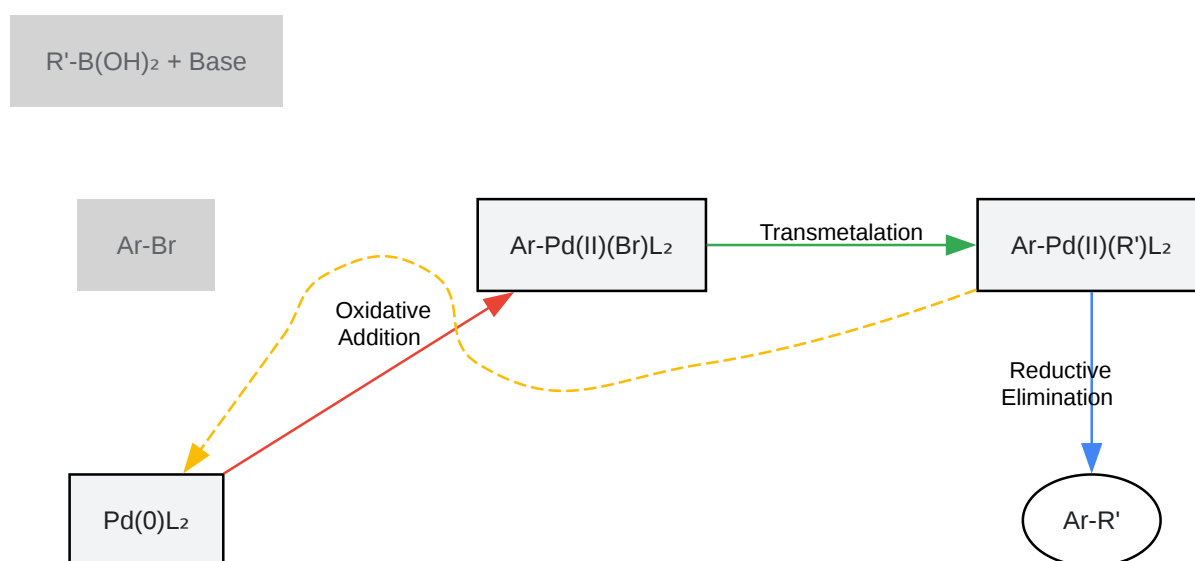 R'-B(OH)₂ + Base
Ar-Br
Ar-Pd(II)(Br)L₂
Transmetalation
Ar-Pd(II)(R')L₂
Oxidative
Addition
Reductive
Elimination
Pd(0)L₂
Ar-R'